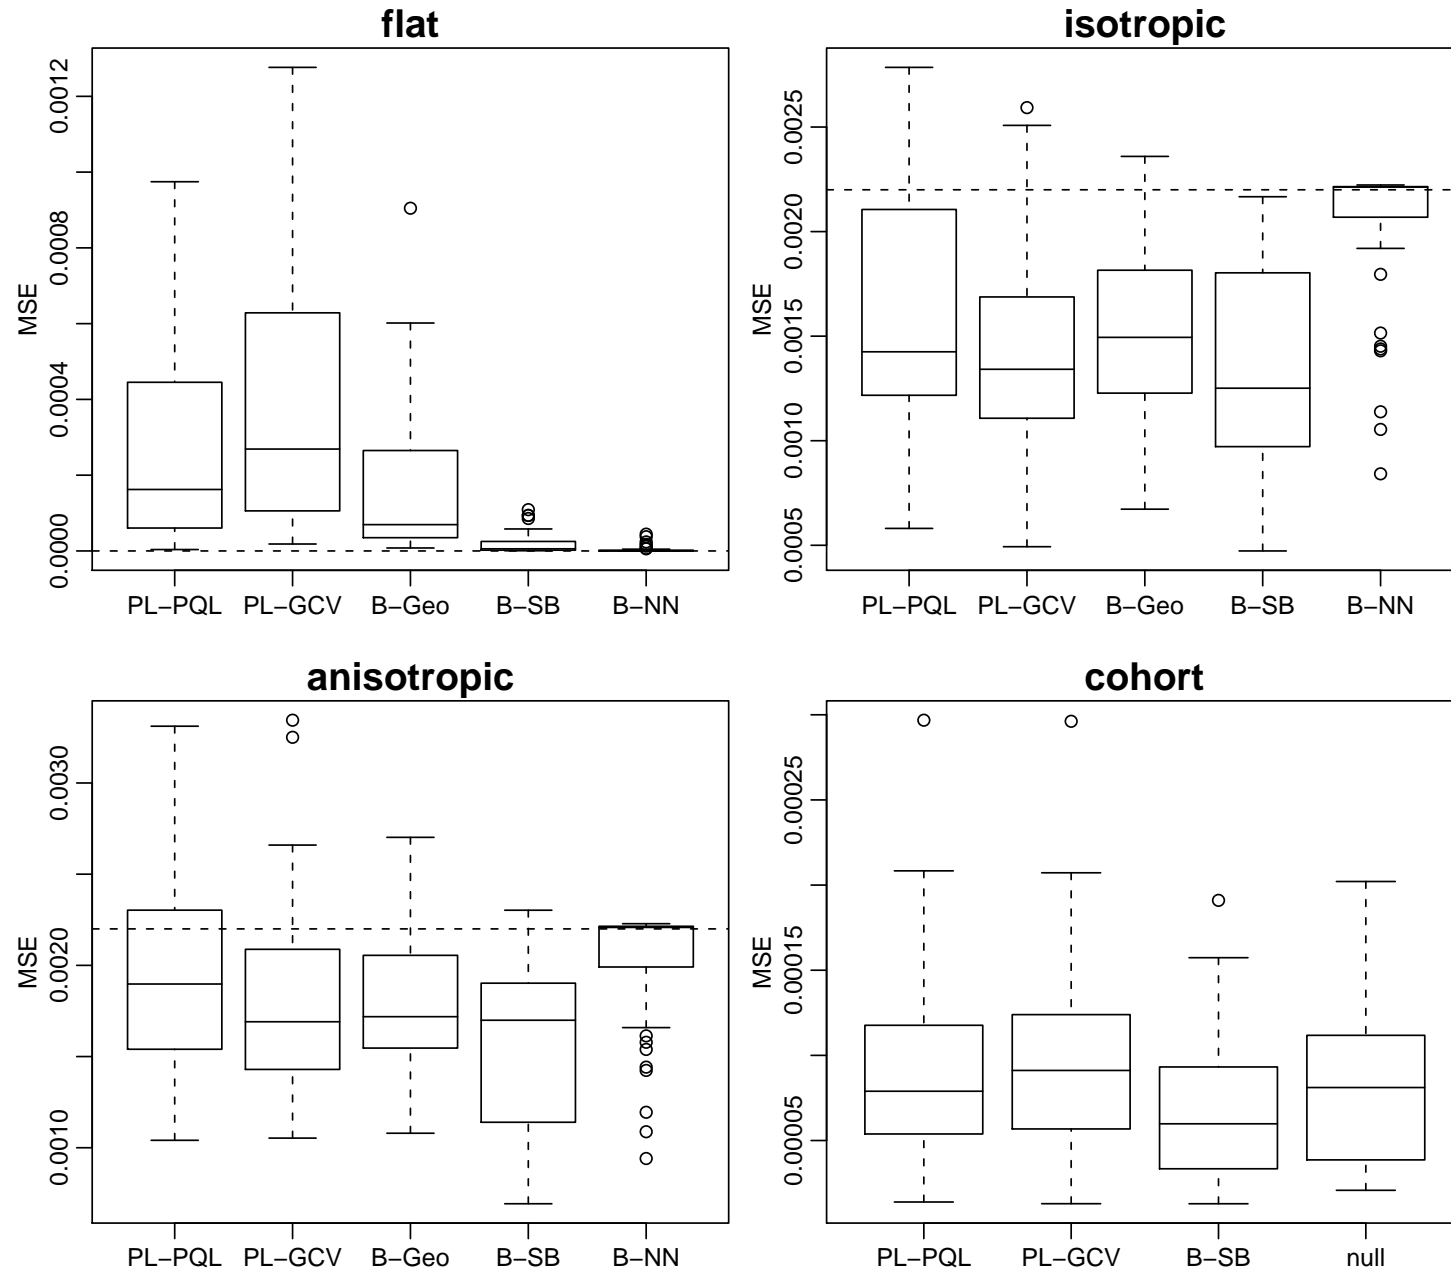 flat
MSE
0.0012
0.0008
0.0004
0.0000
PL−PQL PL−GCV B−Geo B−SB B−NN
isotropic
MSE
0.0025
0.0020
0.0015
0.0010
0.0005
PL−PQL PL−GCV B−Geo B−SB B−NN
anisotropic
MSE
0.0030
0.0020
0.0010
PL−PQL PL−GCV B−Geo B−SB B−NN
cohort
MSE
0.00025
0.00015
0.00005
PL−PQL PL−GCV B−SB null